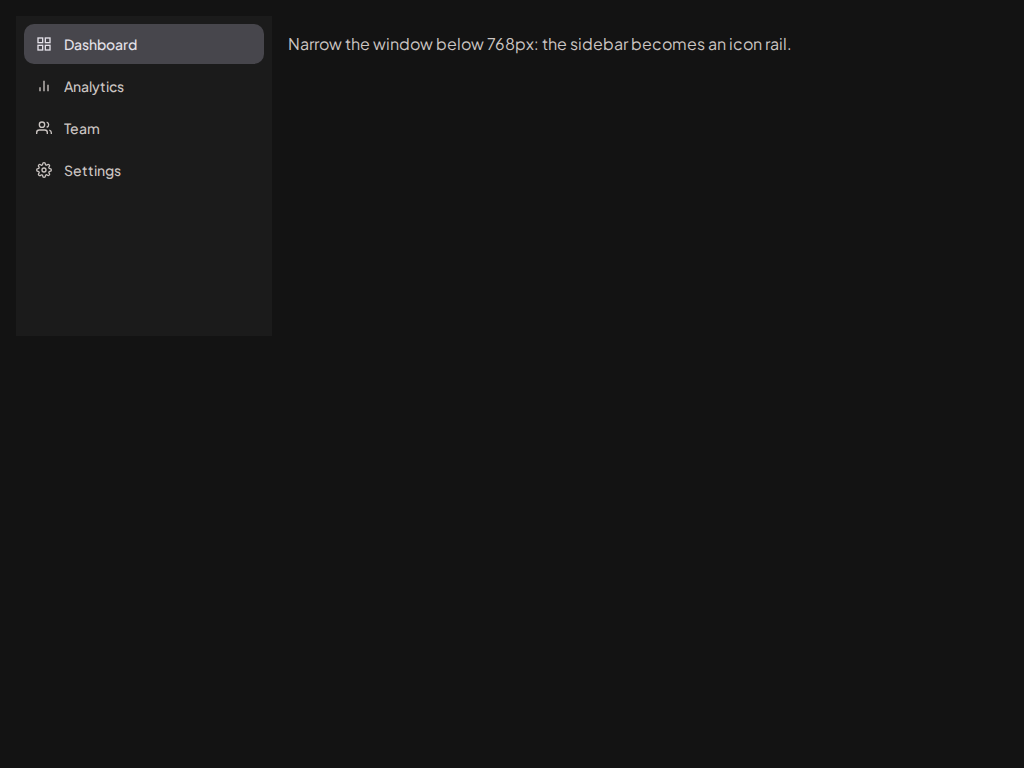 Dashboard
Narrow the window below 768px: the sidebar becomes an icon rail.
Analytics
Team
Settings